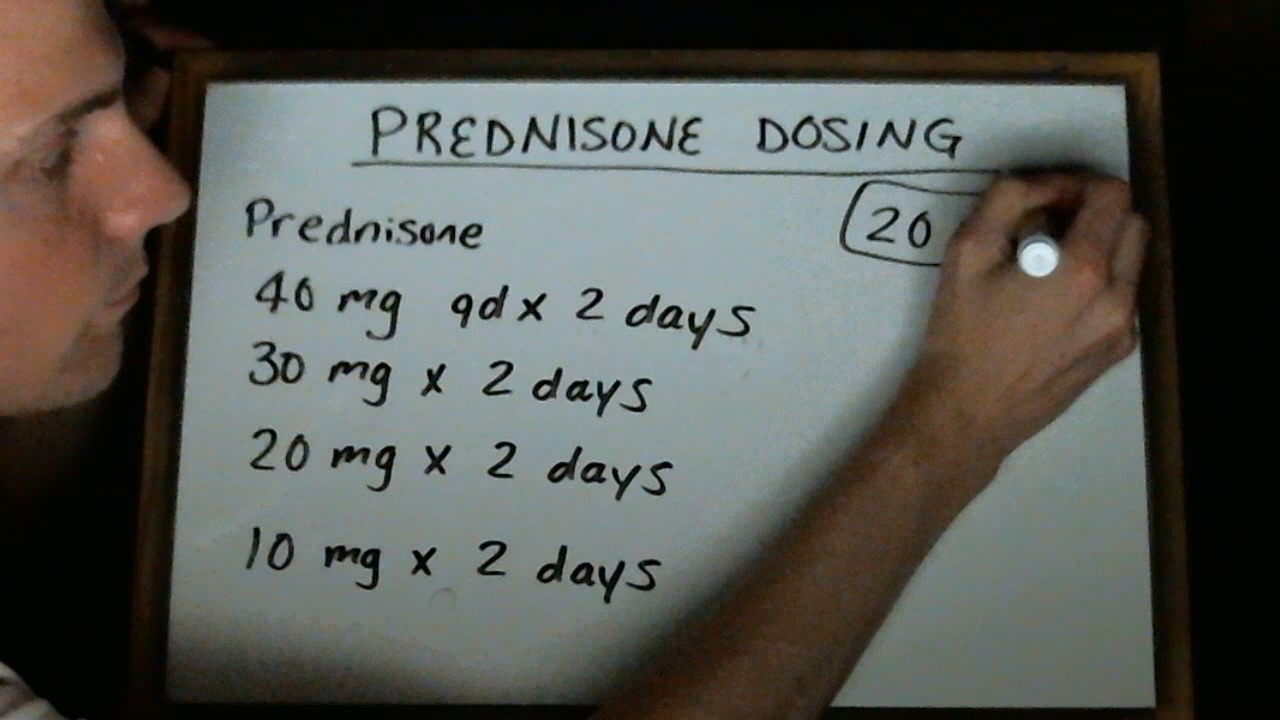 PREDNISONE DOSING
20
Prednisone
40 mg qd x 2 days
30 mg x 2 days
20 mg x 2 days
10 mg x 2 days